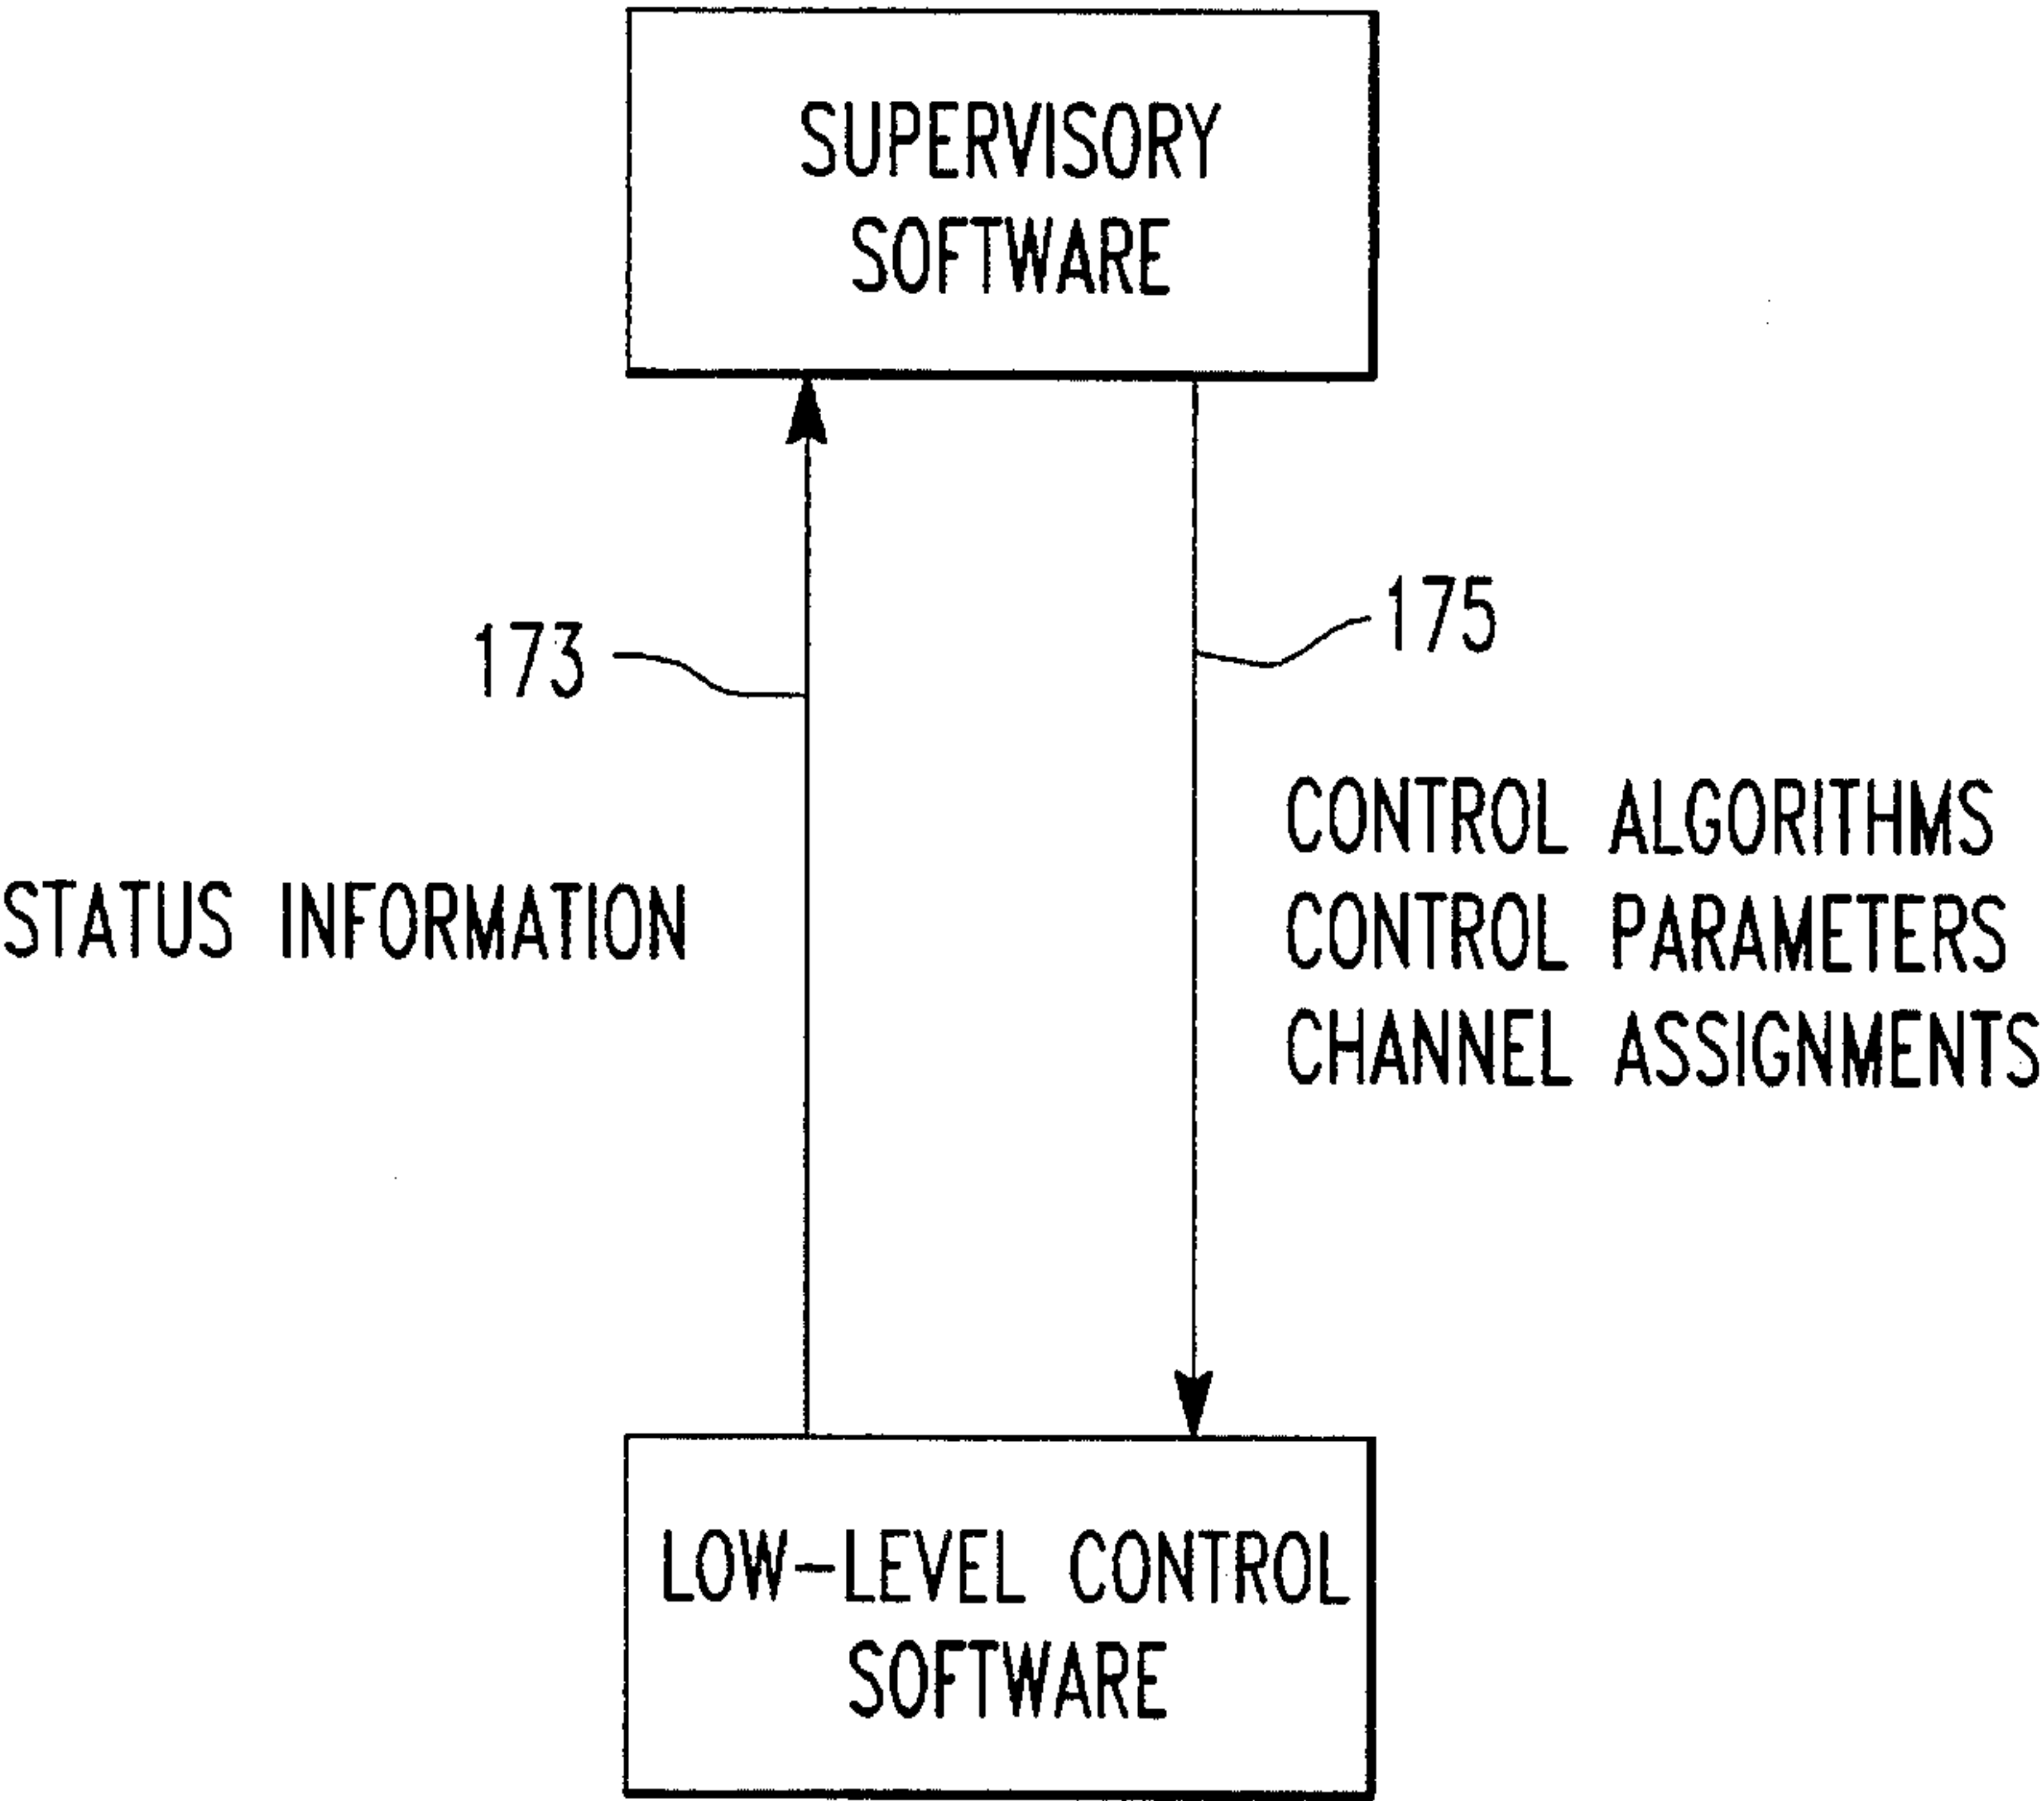 SUPERVISORY
SOFTWARE
173
175
STATUS INFORMATION
CONTROL ALGORITHMS
CONTROL PARAMETERS
CHANNEL ASSIGNMENTS
LOW-LEVEL CONTROL
SOFTWARE